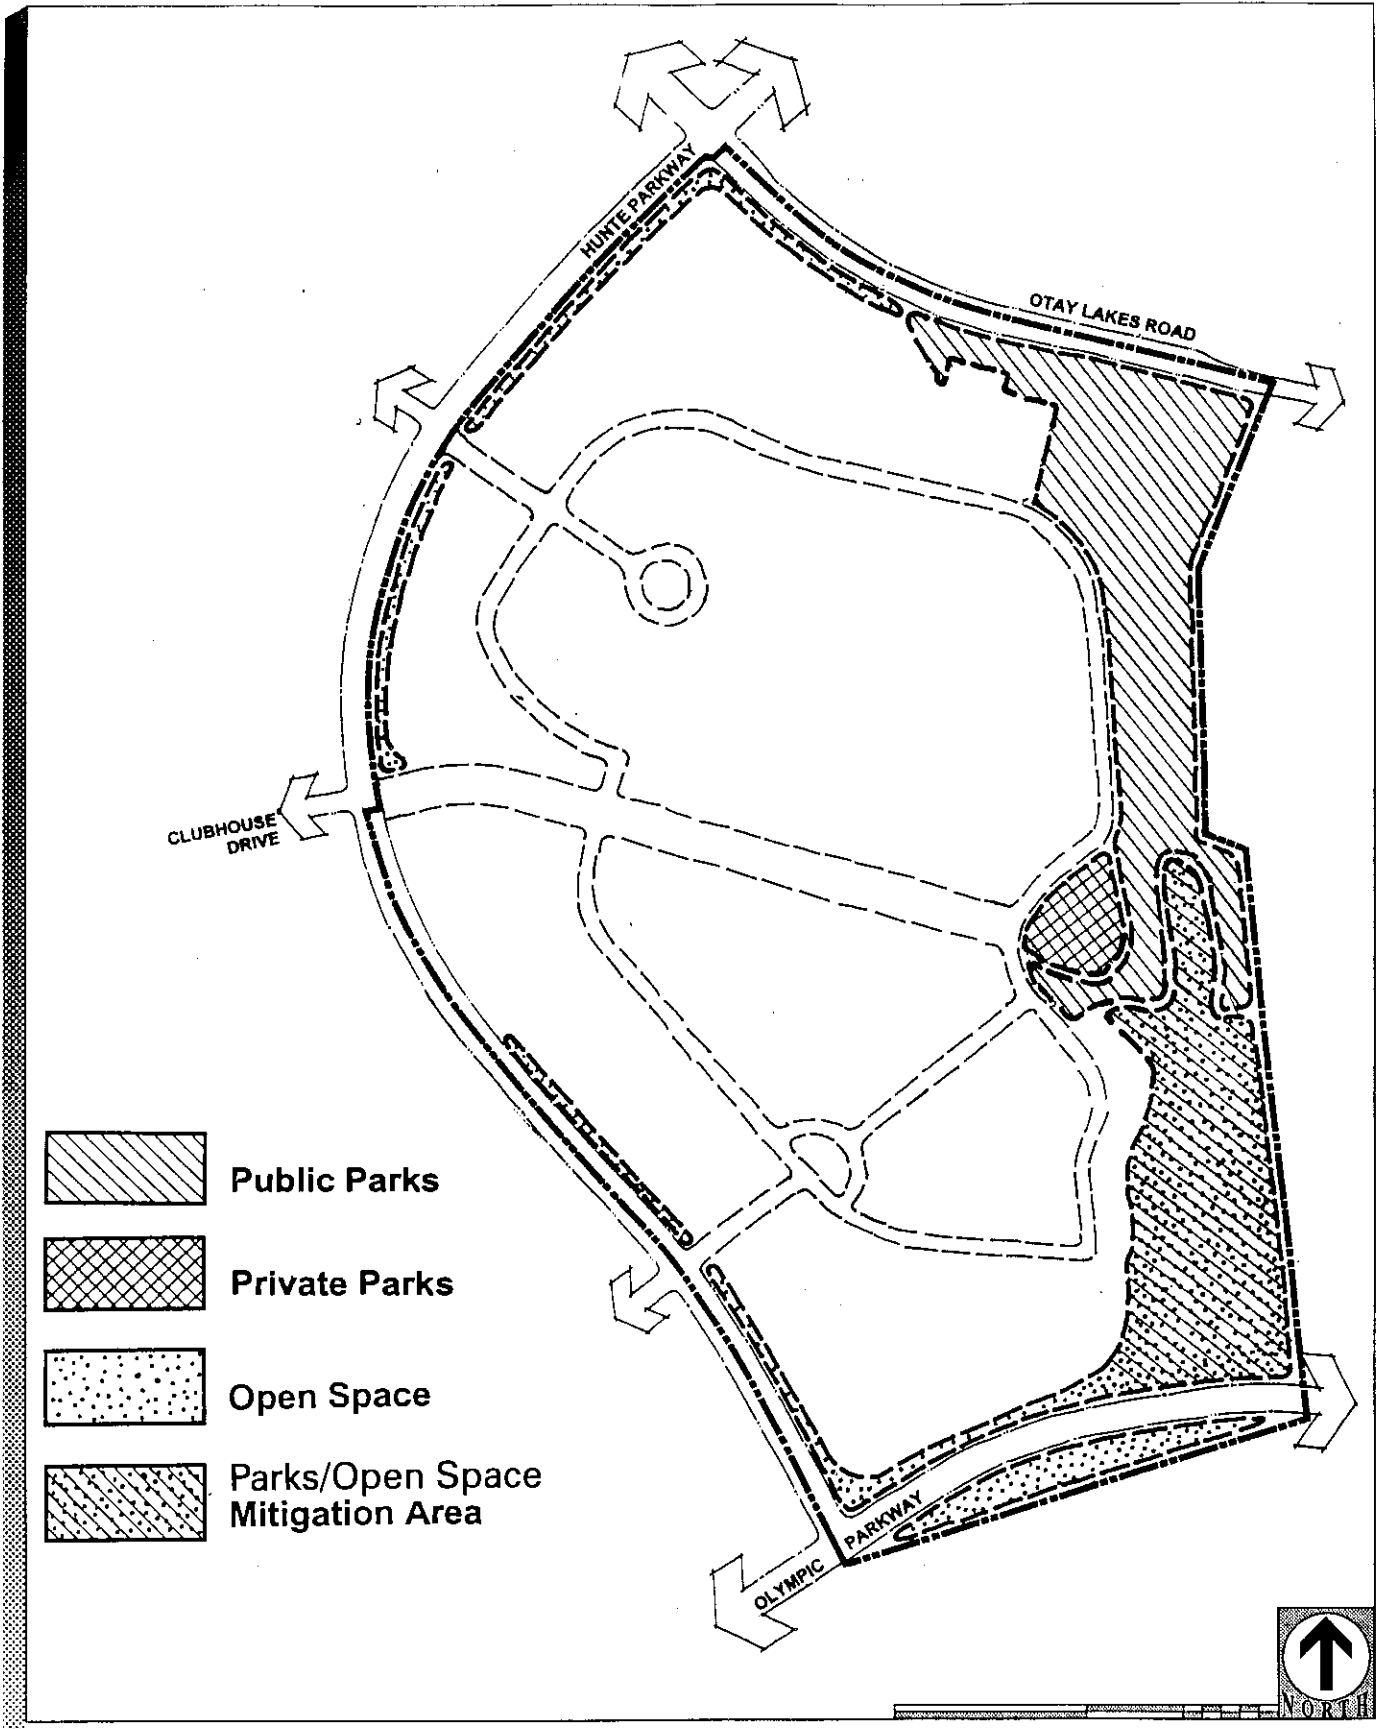 HUNTE PARKWAY
OTAY LAKES ROAD
CLUBHOUSE
DRIVE
Public Parks
Private Parks
Open Space
Parks/Open Space
Mitigation Area
OLYMPIC PARKWAY
NORTH